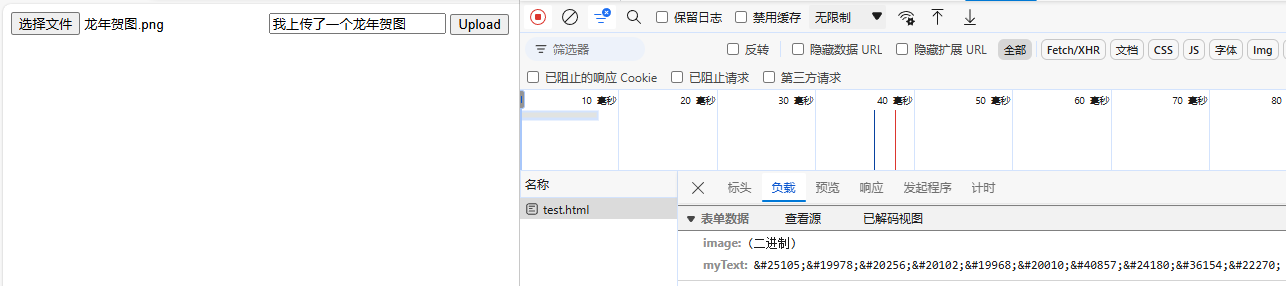 选择文件 龙年贺图.png 我上传了一个龙年贺图 Upload
保留日志 禁用缓存 无限制
筛选器 反转 隐藏数据 URL 隐藏扩展 URL 全部 Fetch/XHR 文档 CSS JS 字体 Img
已阻止的响应 Cookie 已阻止请求 第三方请求
10 毫秒 20 毫秒 30 毫秒 40 毫秒 50 毫秒 60 毫秒 70 毫秒 80
名称 标头 负载 预览 响应 发起程序 计时
test.html
表单数据 查看源 已解码视图
image: (二进制)
myText: &#25105;&#19978;&#20256;&#20102;&#19968;&#20010;&#40857;&#24180;&#36154;&#22270;